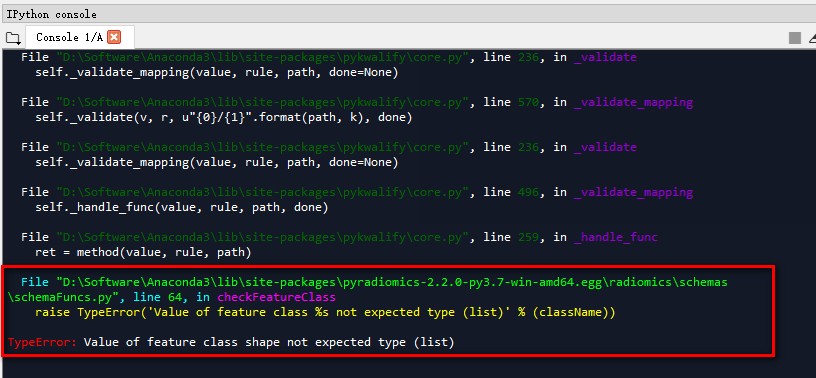 IPython console
Console 1/A
File "D:\Software\Anaconda3\lib\site-packages\pykwalify\core.py", line 236, in _validate
self._validate_mapping(value, rule, path, done=None)
File "D:\Software\Anaconda3\lib\site-packages\pykwalify\core.py", line 570, in _validate_mapping
self._validate(v, r, u"{0}/{1}".format(path, k), done)
File "D:\Software\Anaconda3\lib\site-packages\pykwalify\core.py", line 236, in _validate
self._validate_mapping(value, rule, path, done=None)
File "D:\Software\Anaconda3\lib\site-packages\pykwalify\core.py", line 496, in _validate_mapping
self._handle_func(value, rule, path, done)
File "D:\Software\Anaconda3\lib\site-packages\pykwalify\core.py", line 259, in _handle_func
ret = method(value, rule, path)
File "D:\Software\Anaconda3\lib\site-packages\pyradiomics-2.2.0-py3.7-win-amd64.egg\radiomics\schemas
\schemaFuncs.py", line 64, in checkFeatureClass
raise TypeError('Value of feature class %s not expected type (list)' % (className))
TypeError: Value of feature class shape not expected type (list)